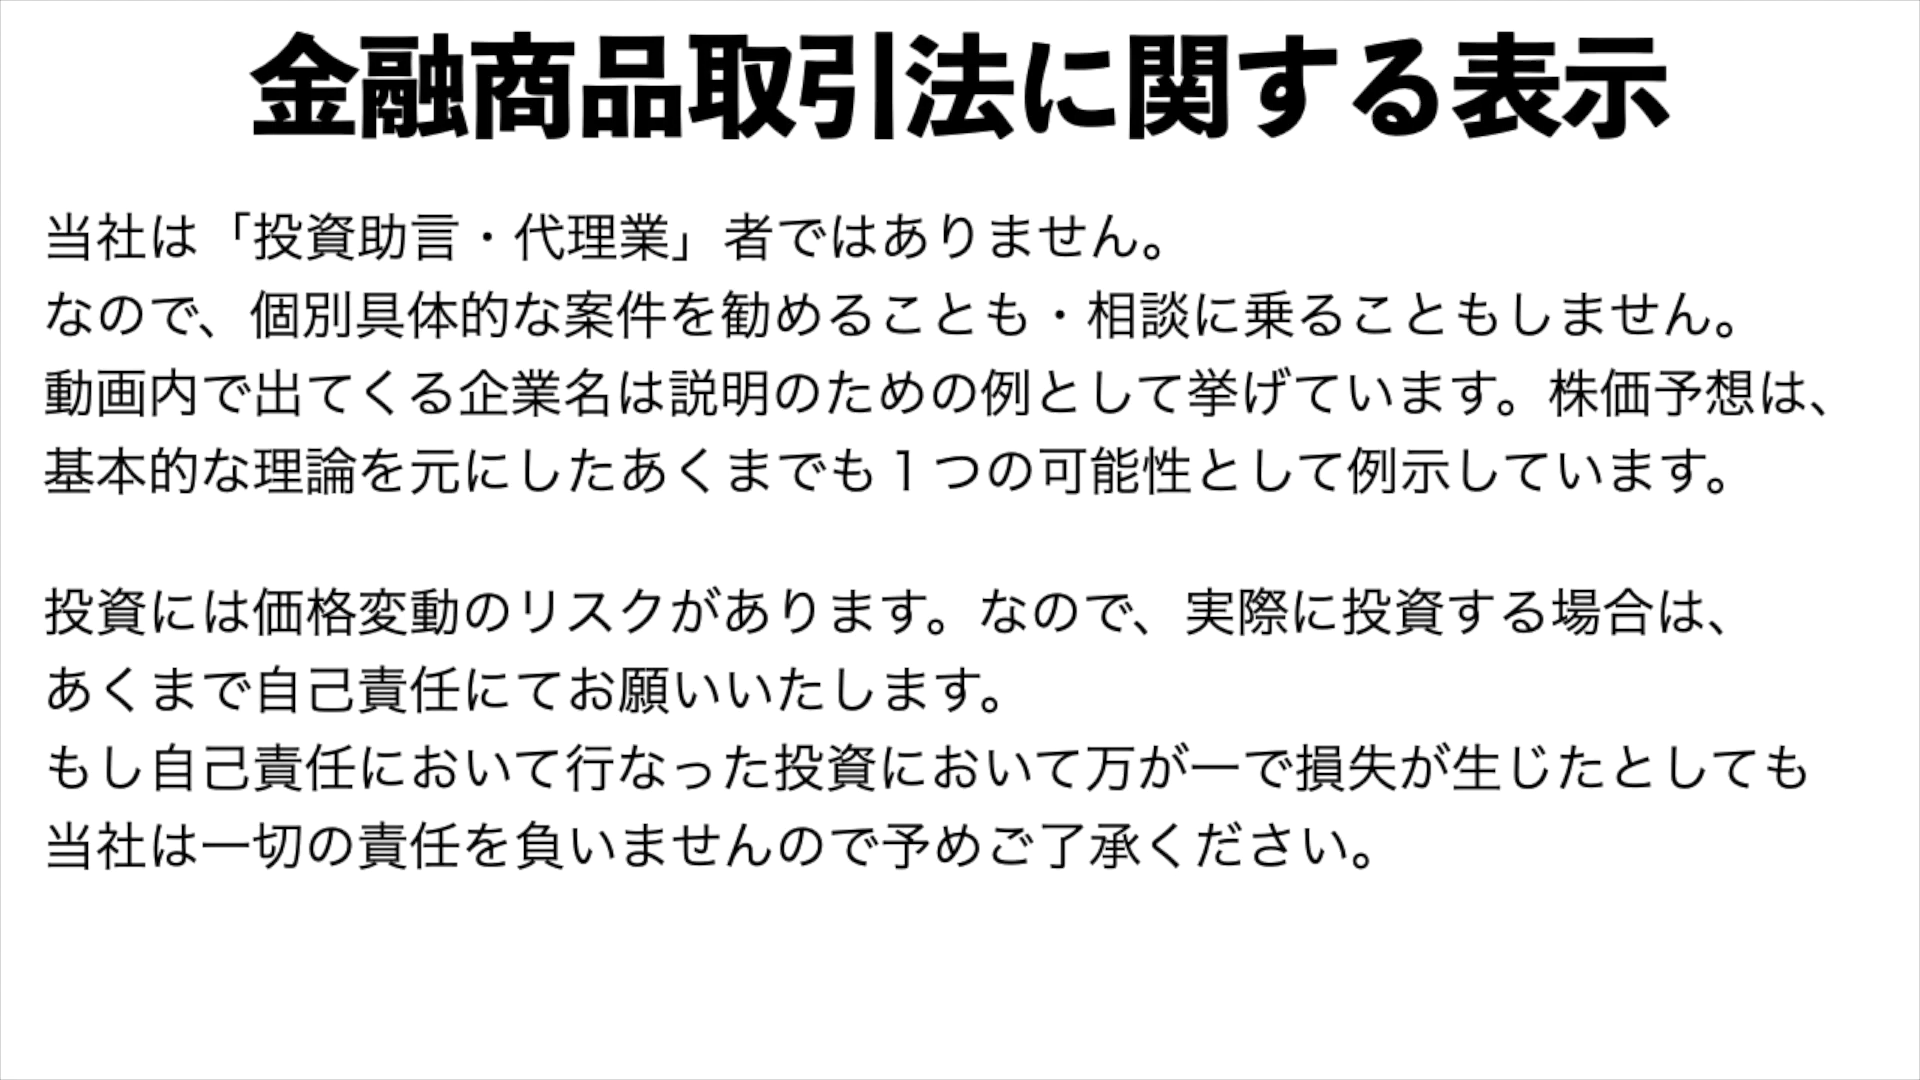 金融商品取引法に関する表示
当社は「投資助言・代理業」者ではありません。
なので、個別具体的な案件を勧めることも・相談に乗ることもしません。
動画内で出てくる企業名は説明のための例として挙げています。株価予想は、
基本的な理論を元にしたあくまでも１つの可能性として例示しています。
投資には価格変動のリスクがあります。なので、実際に投資する場合は、
あくまで自己責任にてお願いいたします。
もし自己責任において行なった投資において万が一で損失が生じたとしても
当社は一切の責任を負いませんので予めご了承ください。